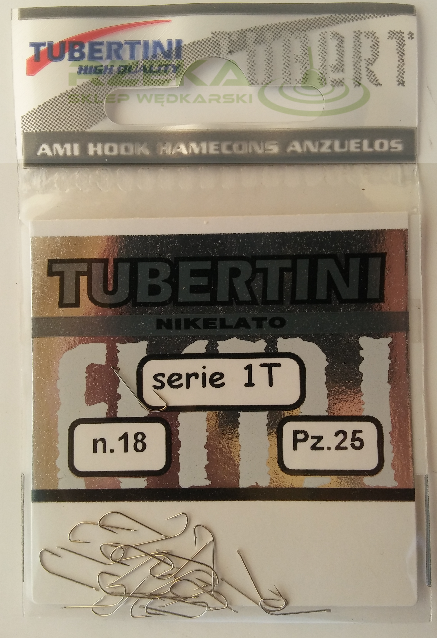 TUBERTINI
HIGH QUALITY
SKLEP WĘDKARSKI
AMI HOOK HAMECONS ANZUELOS
TUBERTINI
NIKELATO
serie 1T
n.18
Pz.25